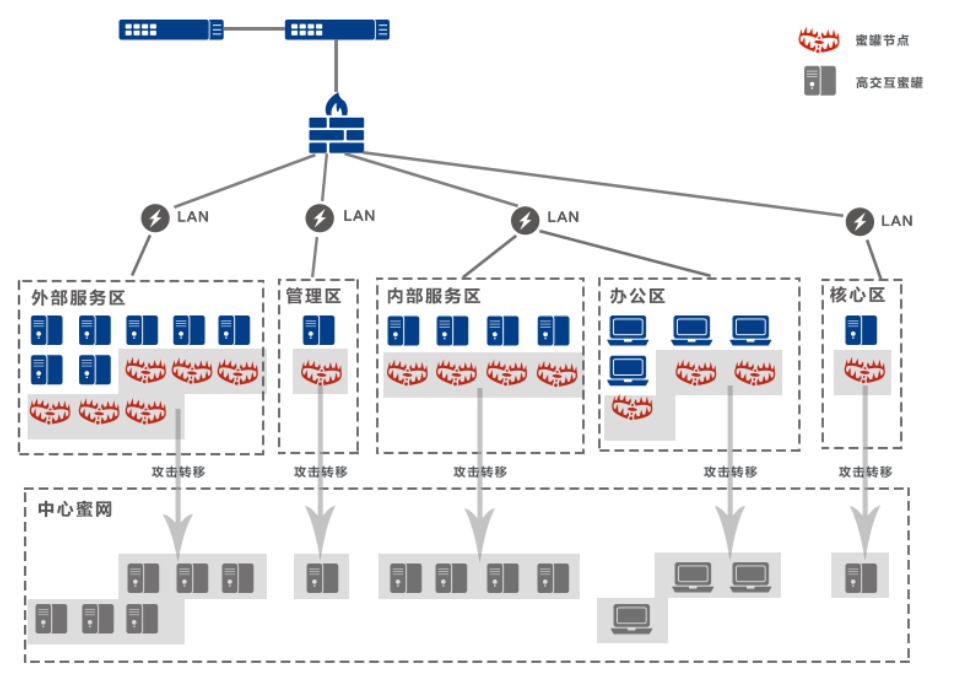 蜜罐节点
高交互蜜罐
LAN
LAN
LAN
LAN
外部服务区
管理区
内部服务区
办公区
核心区
攻击转移
攻击转移
攻击转移
攻击转移
攻击转移
中心蜜网